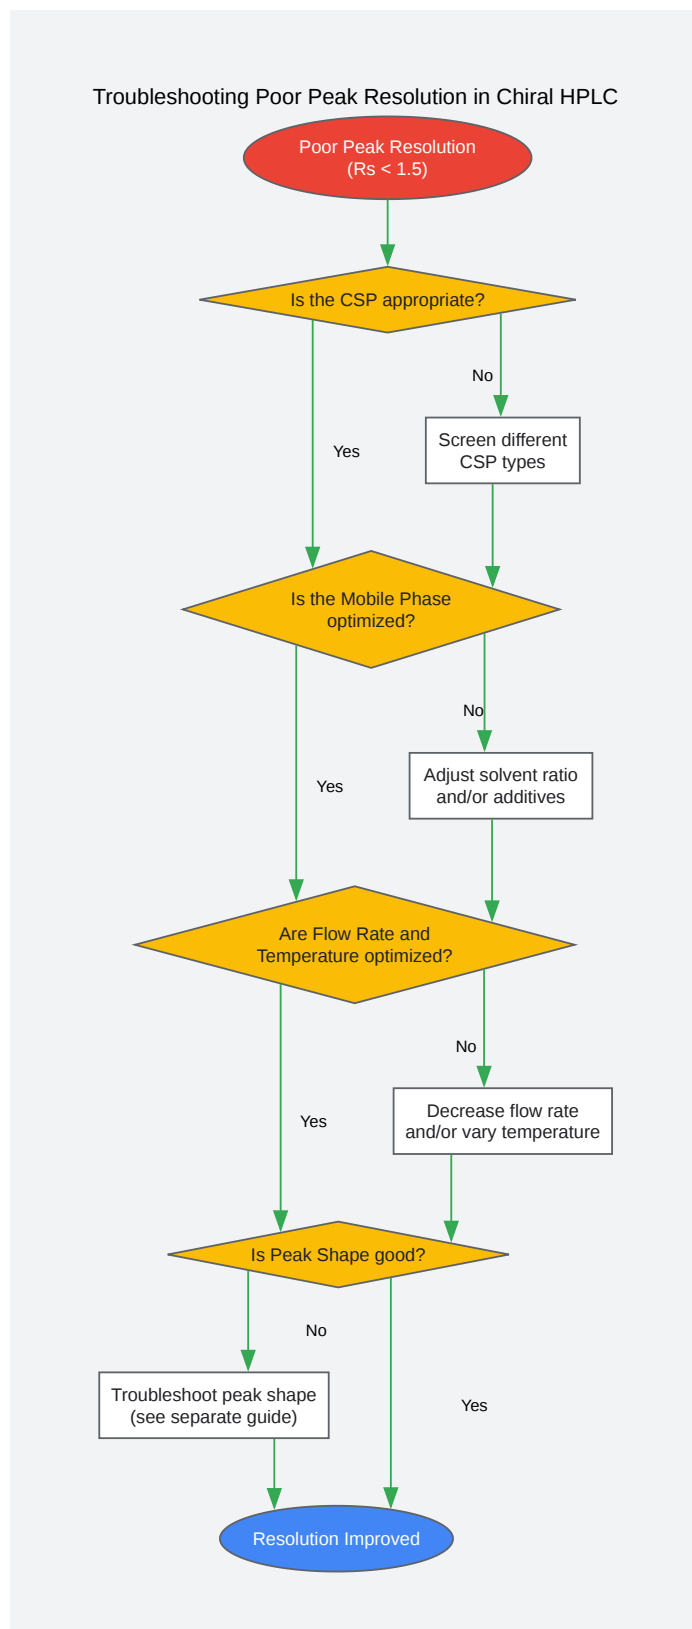 Troubleshooting Poor Peak Resolution in Chiral HPLC
Poor Peak Resolution
(Rs < 1.5)
Is the CSP appropriate?
No
Screen different
CSP types
Yes
Is the Mobile Phase
optimized?
No
Adjust solvent ratio
and/or additives
Yes
Are Flow Rate and
Temperature optimized?
No
Decrease flow rate
and/or vary temperature
Yes
Is Peak Shape good?
No
Troubleshoot peak shape
(see separate guide)
Yes
Resolution Improved